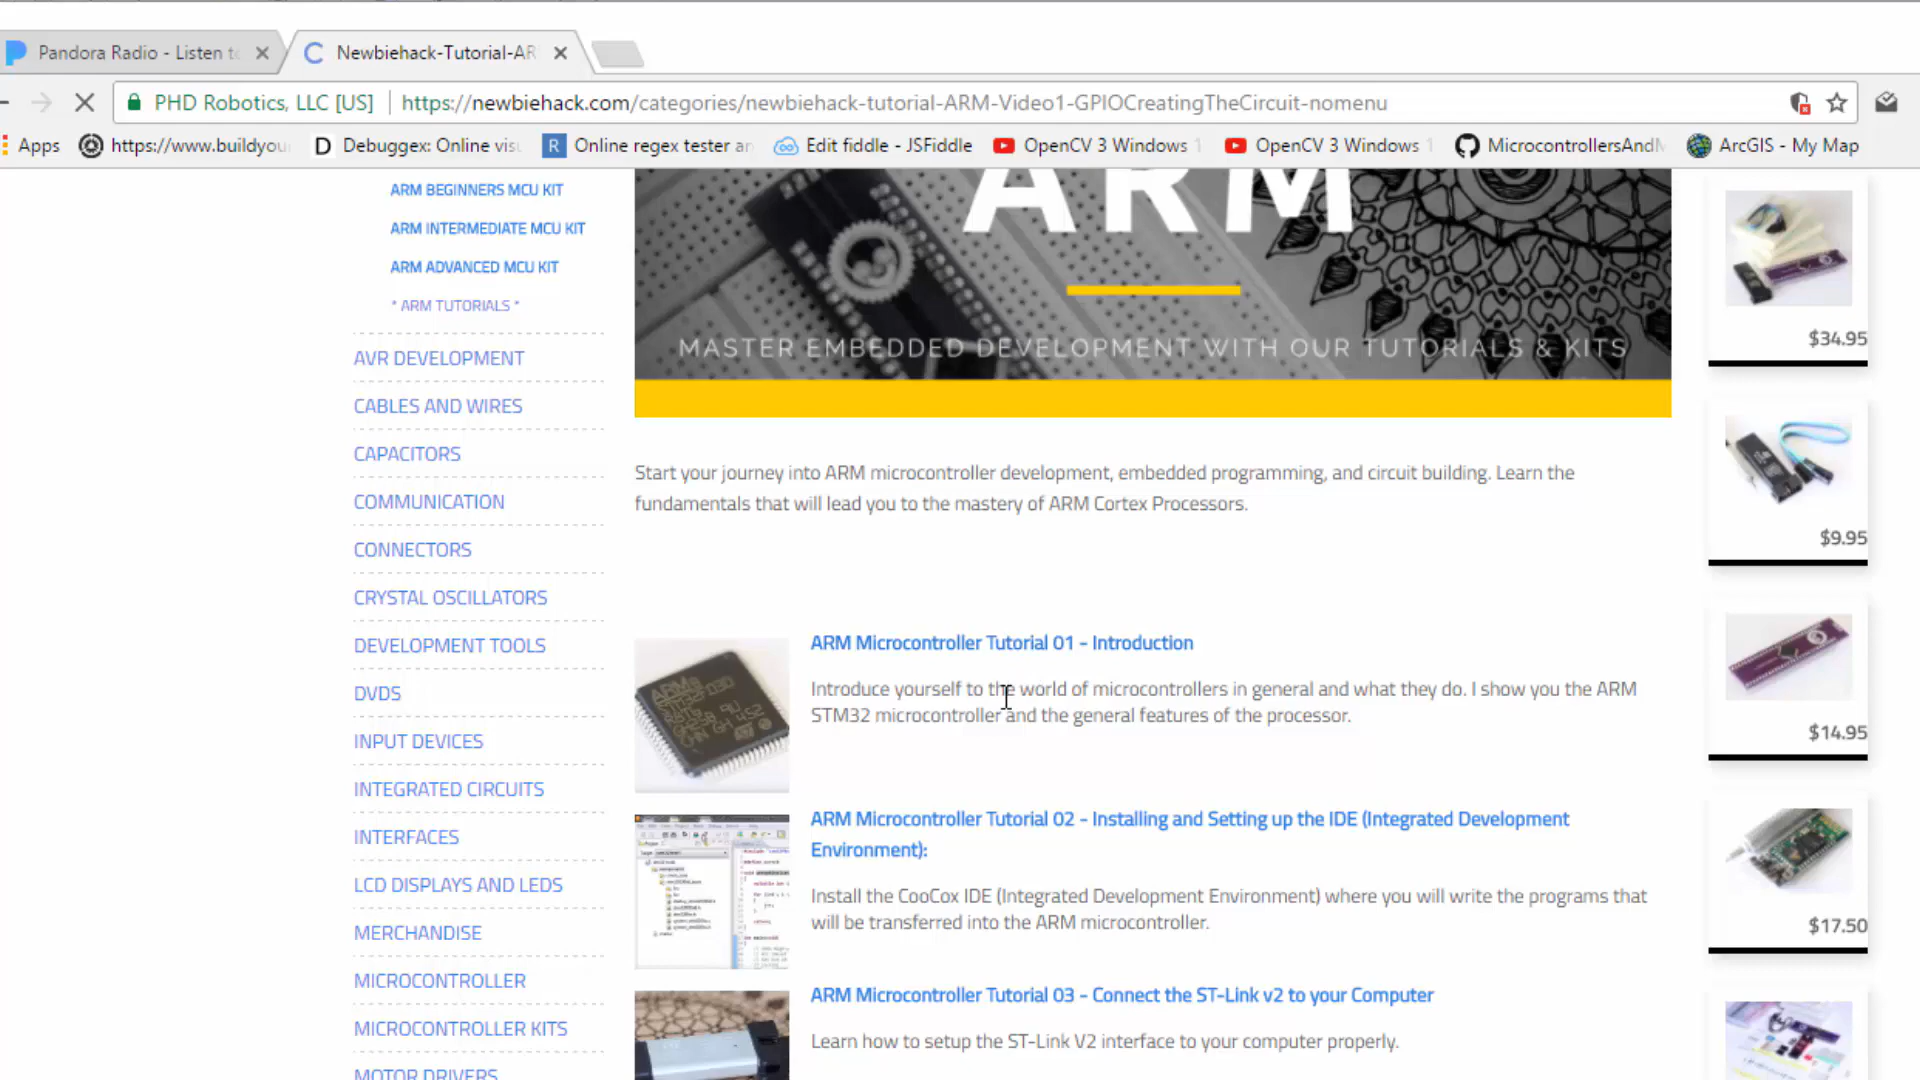 Pandora Radio - Listen to
Newbiehack-Tutorial-AR
PHD Robotics, LLC [US]
https://newbiehack.com/categories/newbiehack-tutorial-ARM-Video1-GPIOCreatingTheCircuit-nomenu
Apps
https://www.buildyou
Debuggex: Online vis
R
Online regex tester an
Edit fiddle - JSFiddle
OpenCV 3 Windows 1
OpenCV 3 Windows 1
MicrocontrollersAndM
ArcGIS - My Map
ARM BEGINNERS MCU KIT
ARM INTERMEDIATE MCU KIT
ARM ADVANCED MCU KIT
* ARM TUTORIALS *
AVR DEVELOPMENT
CABLES AND WIRES
CAPACITORS
COMMUNICATION
CONNECTORS
CRYSTAL OSCILLATORS
DEVELOPMENT TOOLS
DVDS
INPUT DEVICES
INTEGRATED CIRCUITS
INTERFACES
LCD DISPLAYS AND LEDS
MERCHANDISE
MICROCONTROLLER
MICROCONTROLLER KITS
MOTOR DRIVERS
ARM
MASTER EMBEDDED DEVELOPMENT WITH OUR TUTORIALS & KITS
Start your journey into ARM microcontroller development, embedded programming, and circuit building. Learn the
fundamentals that will lead you to the mastery of ARM Cortex Processors.
ARM Microcontroller Tutorial 01 - Introduction
Introduce yourself to the world of microcontrollers in general and what they do. I show you the ARM
STM32 microcontroller and the general features of the processor.
ARM Microcontroller Tutorial 02 - Installing and Setting up the IDE (Integrated Development
Environment):
Install the CooCox IDE (Integrated Development Environment) where you will write the programs that
will be transferred into the ARM microcontroller.
ARM Microcontroller Tutorial 03 - Connect the ST-Link v2 to your Computer
Learn how to setup the ST-Link V2 interface to your computer properly.
$34.95
$9.95
$14.95
$17.50